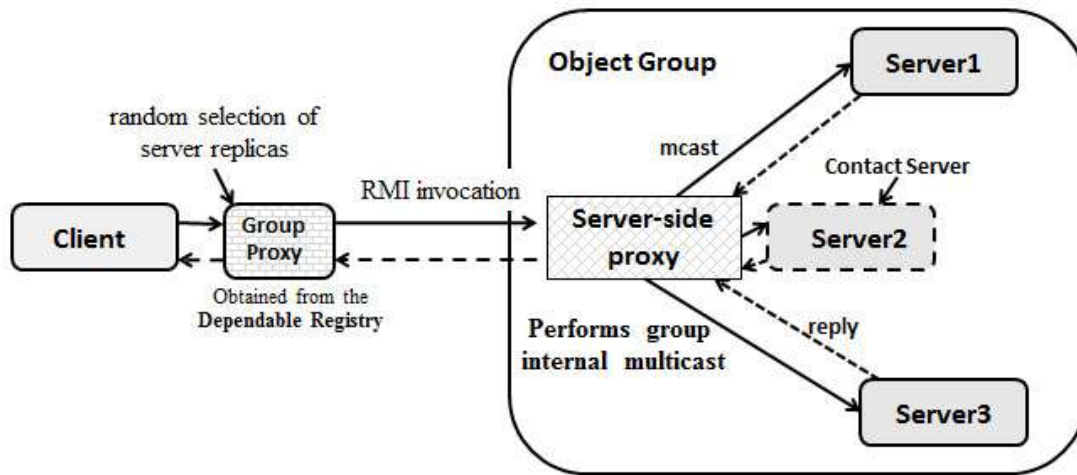 Object Group
Server1
random selection of
server replicas
mcast
Contact Server
RMI invocation
Client
Group
Proxy
Server-side
proxy
Server2
Obtained from the
Dependable Registry
Performs group
internal multicast
reply
Server3